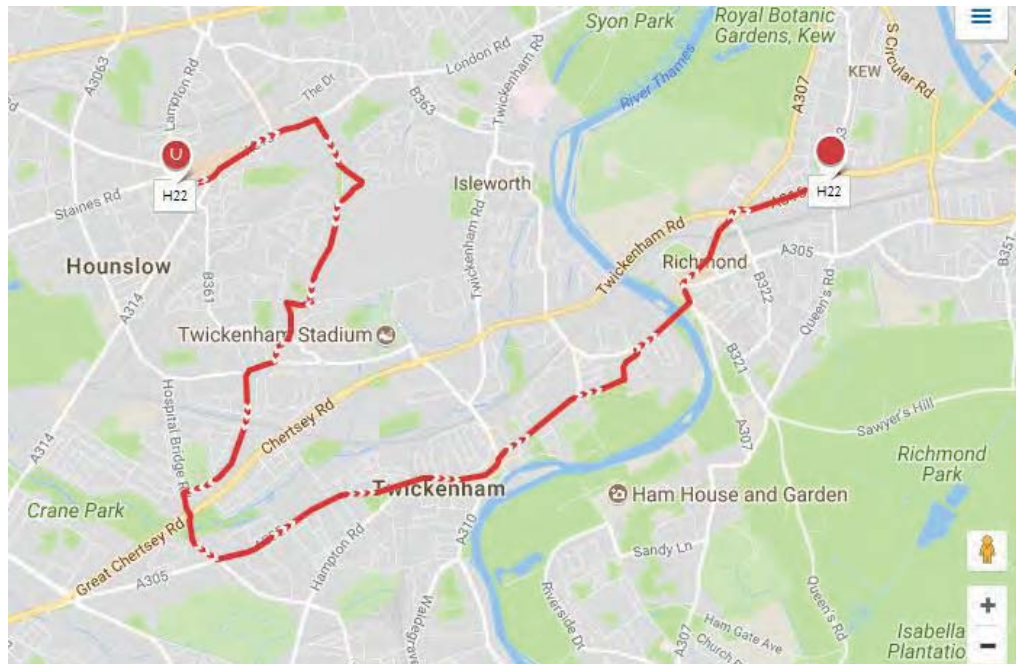 Syon Park
Royal Botanic
Gardens, Kew
London Rd
Twickenham Rd
Lampton Rd
A3063
The Dr
B363
River Thames
A307
KEW
S Circular Rd
H22
Staines Rd
Isleworth
H22
Twickenham Rd
Twickenham Rd
Richmond
A305
B351
Hounslow
B361
A314
B322
Queen's Rd
Twickenham Stadium
B321
Hospital Bridge R
Chertsey Rd
A307
Sawyer's Hill
A314
Richmond
Park
Twickenham
Ham House and Garden
Crane Park
Great Chertsey Rd
A310
Sandy Ln
A305
Hampton Rd
Riverside Dr
Queen's Rd
Waldegrave
A307
Ham Gate Ave
Church
Isabella
Plantatio
+
-